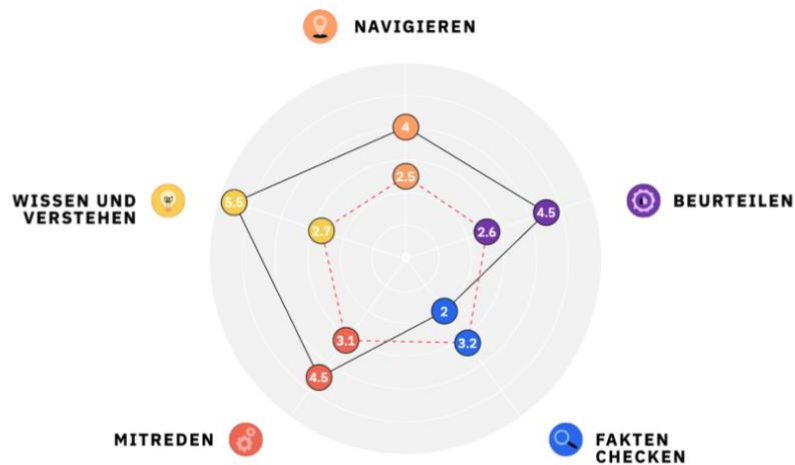 NAVIGIEREN
4
2.5
WISSEN UND
VERSTEHEN
5.5
2.7
4.5
2.6
BEURTEILEN
2
3.1
3.2
4.5
MITREDEN
FAKTEN
CHECKEN